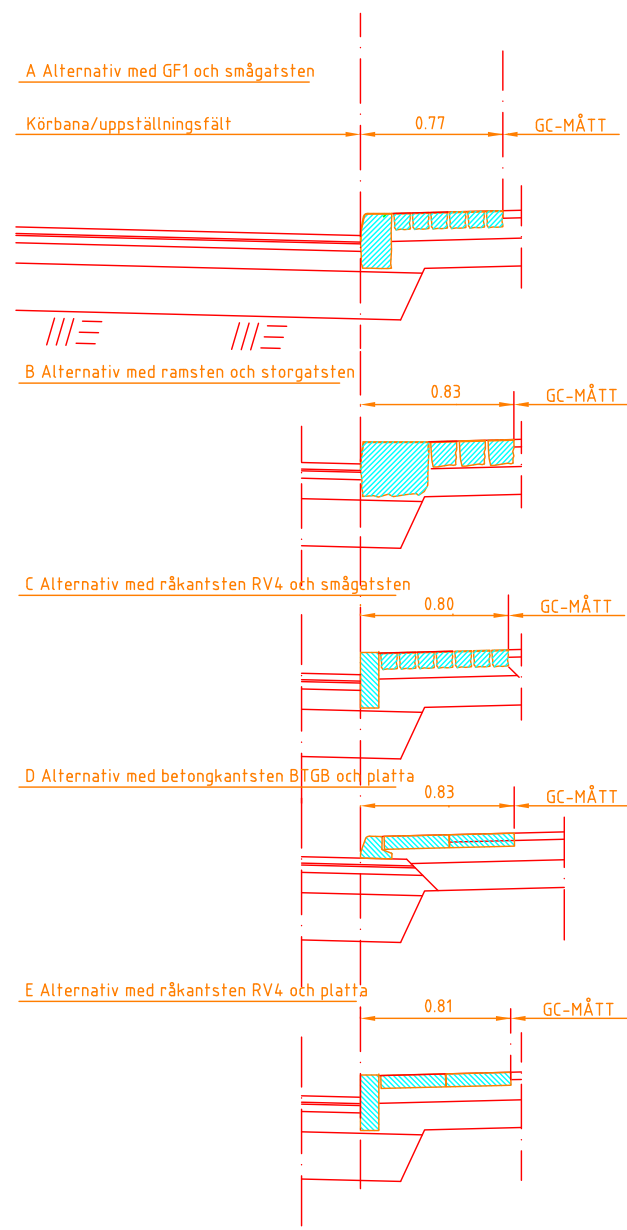 A Alternativ med GF1 och smågatsten
Körbana/uppställningsfält 0.77 GC-MÅTT
B Alternativ med ramsten och storgatsten
0.83 GC-MÅTT
C Alternativ med råkantsten RV4 och smågatsten
0.80 GC-MÅTT
D Alternativ med betongkantsten BTGB och platta
0.83 GC-MÅTT
E Alternativ med råkantsten RV4 och platta
0.81 GC-MÅTT